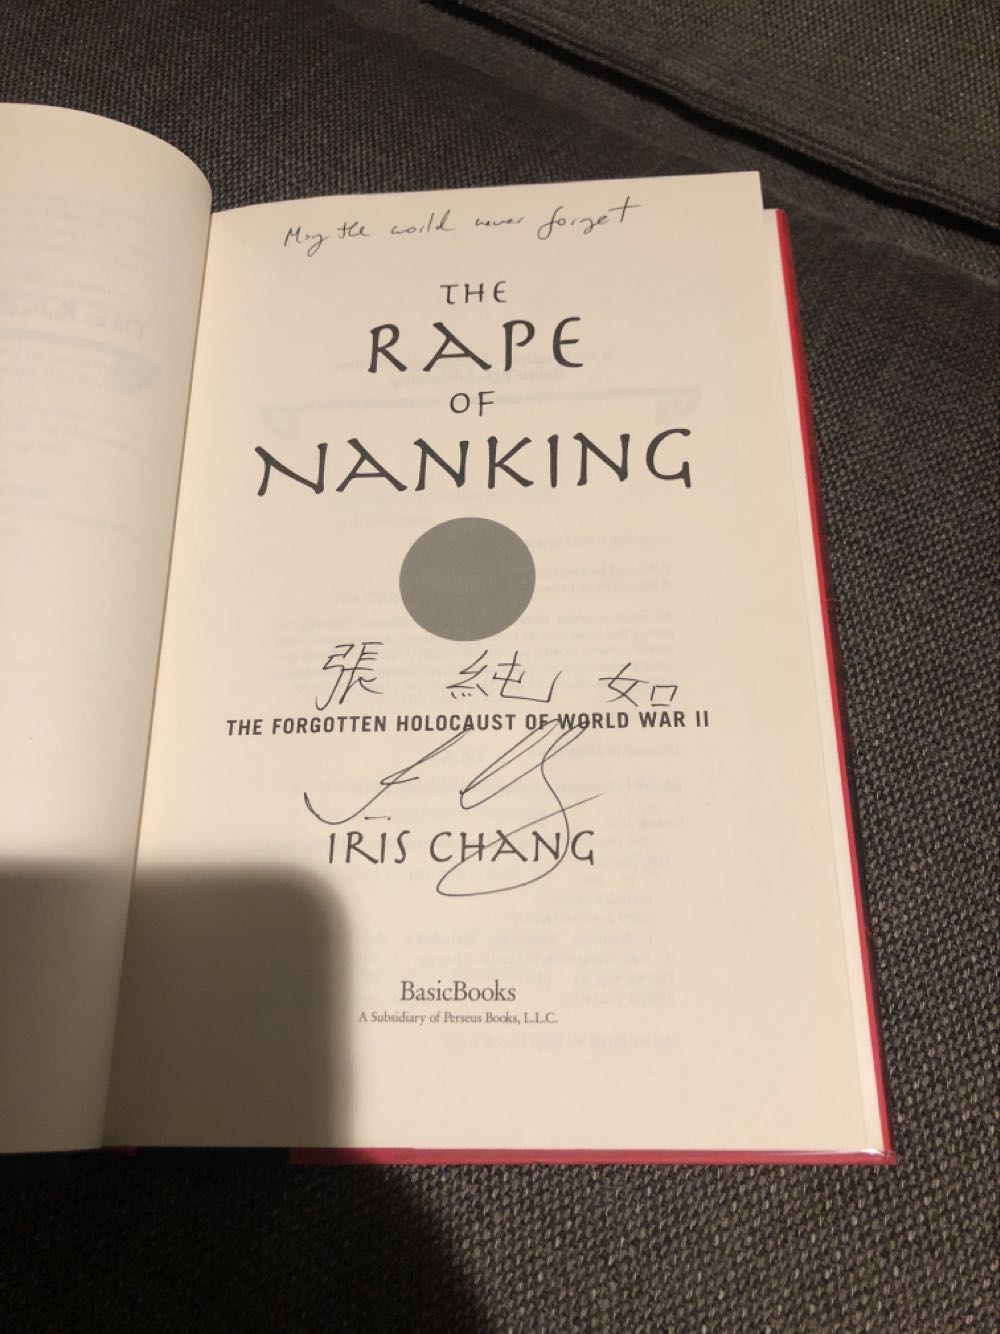 May the world never forget
THE
RAPE
OF
NANKING
張 純 如
THE FORGOTTEN HOLOCAUST OF WORLD WAR II
IRIS CHANG
BasicBooks
A Subsidiary of Perseus Books, L.L.C.